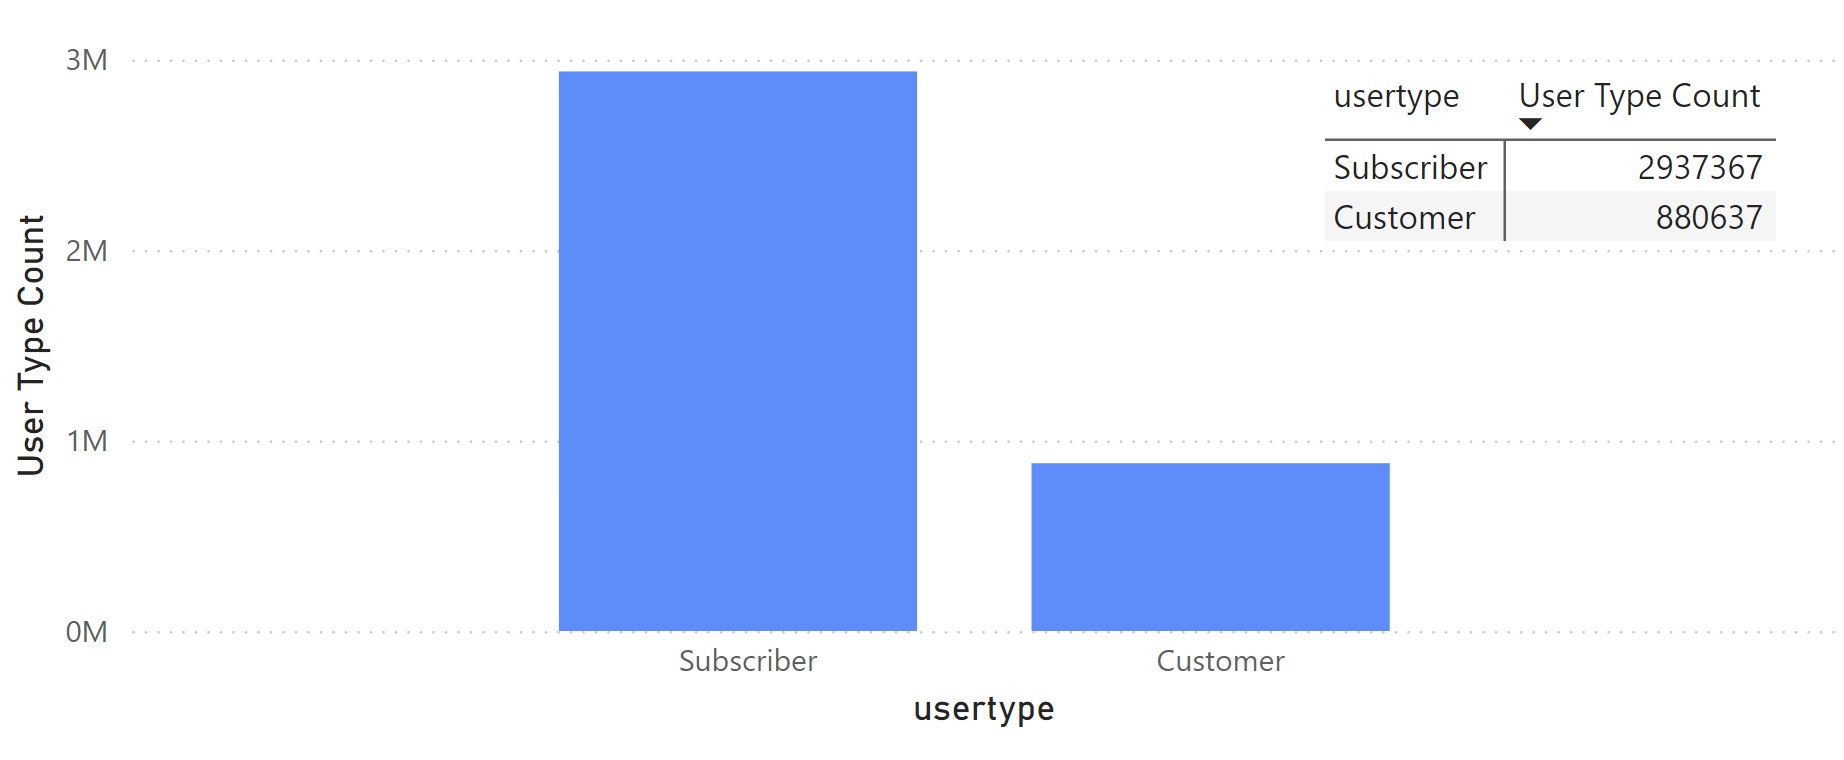 3M
2M
1M
0M
User Type Count
Subscriber Customer
usertype
usertype User Type Count
Subscriber 2937367
Customer 880637